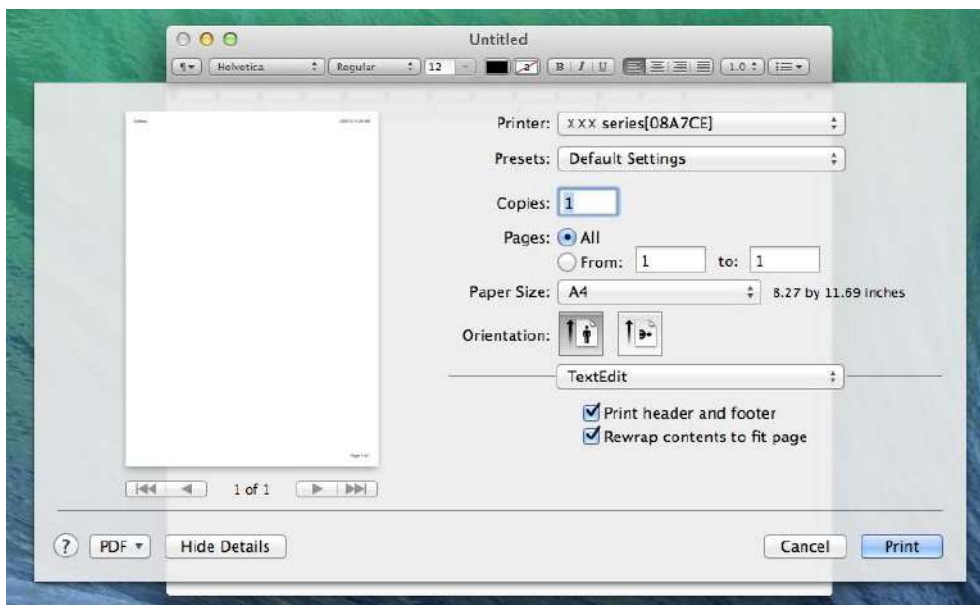 Untitled
¶ Helvetica Regular 12 a B I U 1.0
Printer: xxx series[08A7CE]
Presets: Default Settings
Copies: 1
Pages: All
From: 1 to: 1
Paper Size: A4 8.27 by 11.69 inches
Orientation:
TextEdit
Print header and footer
Rewrap contents to fit page
1 of 1
? PDF Hide Details Cancel Print